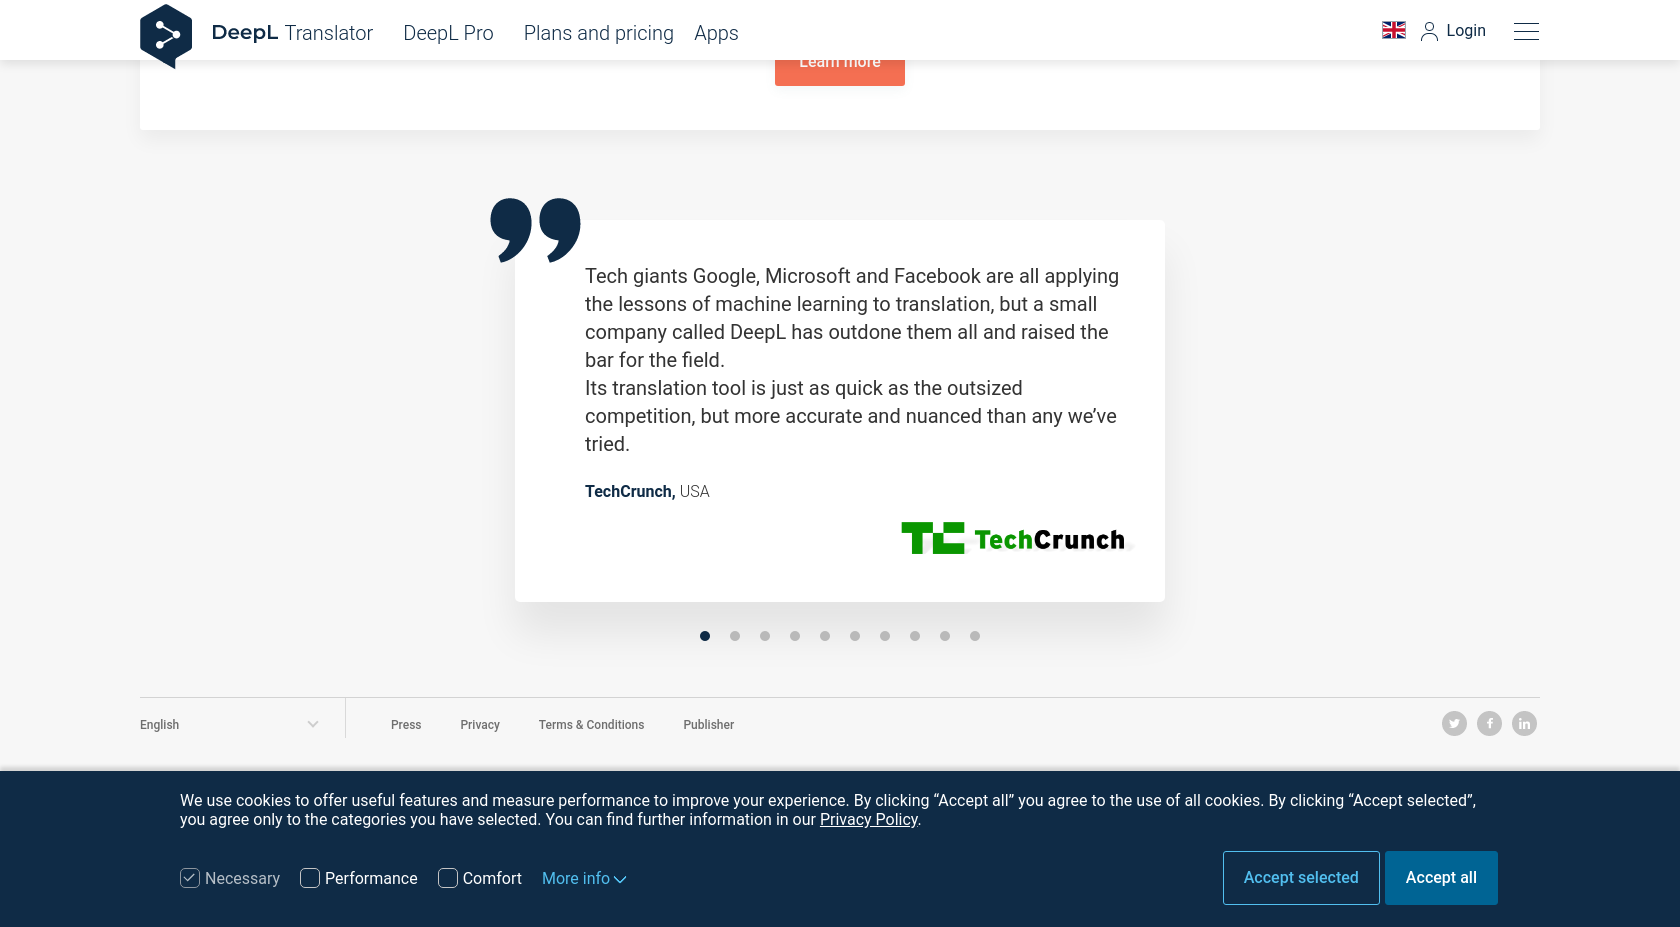 DeepL Translator DeepL Pro Plans and pricing Apps Login
Learn more
Tech giants Google, Microsoft and Facebook are all applying
the lessons of machine learning to translation, but a small
company called DeepL has outdone them all and raised the
bar for the field.
Its translation tool is just as quick as the outsized
competition, but more accurate and nuanced than any we’ve
tried.
TechCrunch, USA
TC TechCrunch
English Press Privacy Terms & Conditions Publisher
We use cookies to offer useful features and measure performance to improve your experience. By clicking “Accept all” you agree to the use of all cookies. By clicking “Accept selected”,
you agree only to the categories you have selected. You can find further information in our Privacy Policy.
Necessary Performance Comfort More info Accept selected Accept all